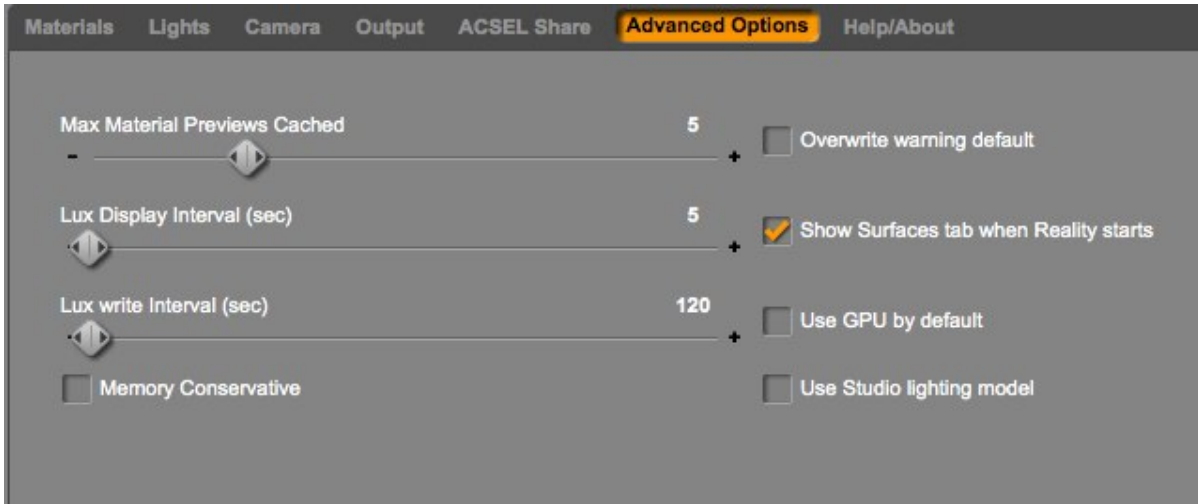 Materials Lights Camera Output ACSEL Share Advanced Options Help/About
Max Material Previews Cached 5
- +
Overwrite warning default
Lux Display Interval (sec) 5
- +
Show Surfaces tab when Reality starts
Lux write Interval (sec) 120
- +
Use GPU by default
Memory Conservative
Use Studio lighting model